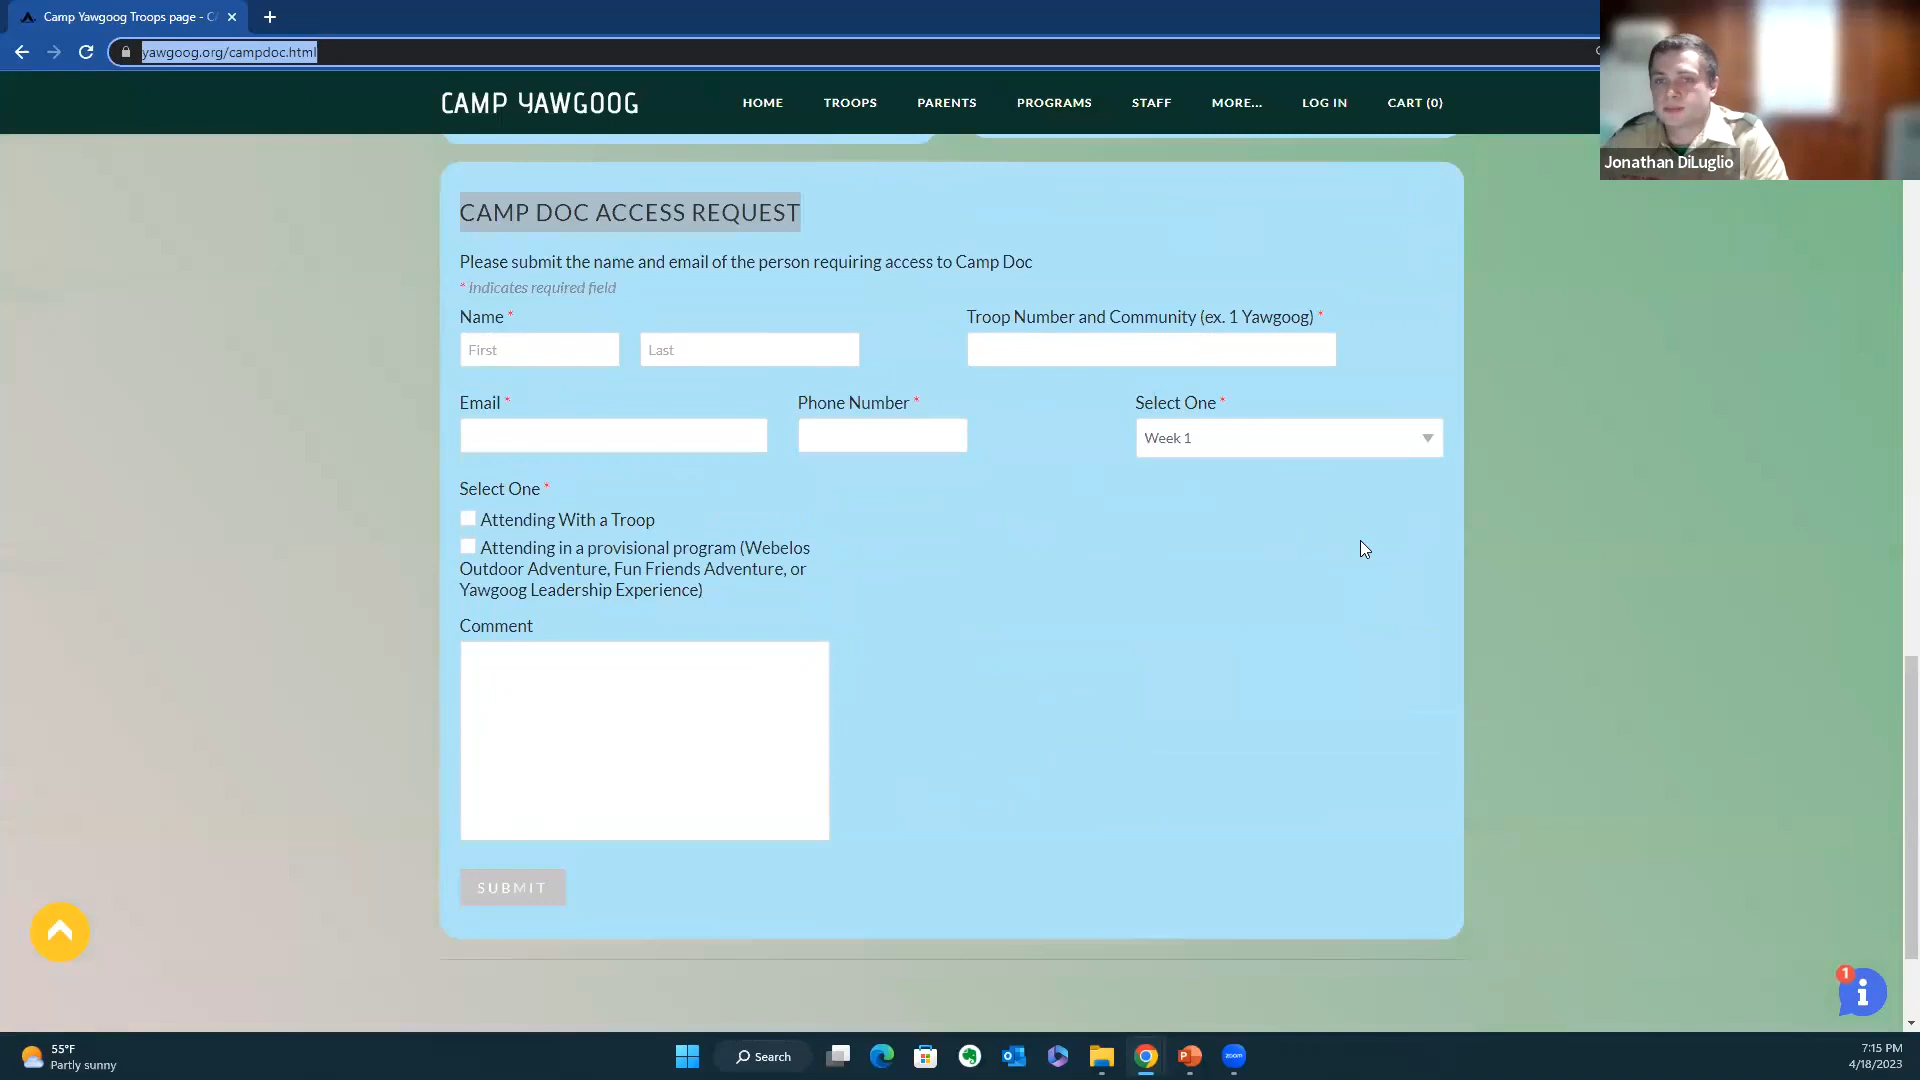 Camp Yawgoog Troops page - C
yawgoog.org/campdoc.html
CAMP YAWGOOG
HOME
TROOPS
PARENTS
PROGRAMS
STAFF
MORE...
LOG IN
CART (0)
Jonathan DiLuglio
CAMP DOC ACCESS REQUEST
Please submit the name and email of the person requiring access to Camp Doc
* Indicates required field
Name *
Troop Number and Community (ex. 1 Yawgoog) *
First
Last
Email *
Phone Number *
Select One *
Week 1
Select One *
Attending With a Troop
Attending in a provisional program (Webelos
Outdoor Adventure, Fun Friends Adventure, or
Yawgoog Leadership Experience)
Comment
SUBMIT
1
55°F
Partly sunny
Search
zoom
7:15 PM
4/18/2023